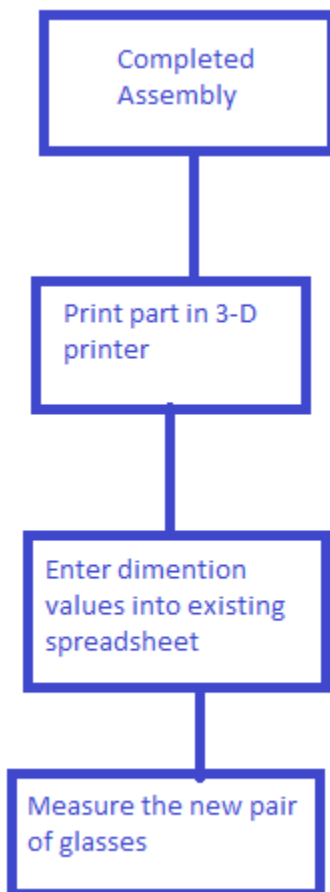 Completed
Assembly
Print part in 3-D
printer
Enter dimention
values into existing
spreadsheet
Measure the new pair
of glasses